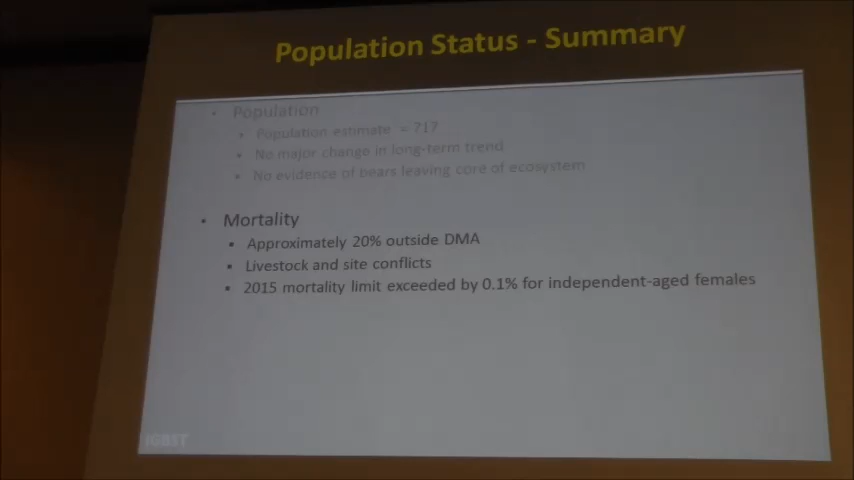 Population Status - Summary
• Population
• Population estimate = 717
• No major change in long-term trend
• No evidence of bears leaving core of ecosystem
• Mortality
▪ Approximately 20% outside DMA
▪ Livestock and site conflicts
▪ 2015 mortality limit exceeded by 0.1% for independent-aged females
IGBST